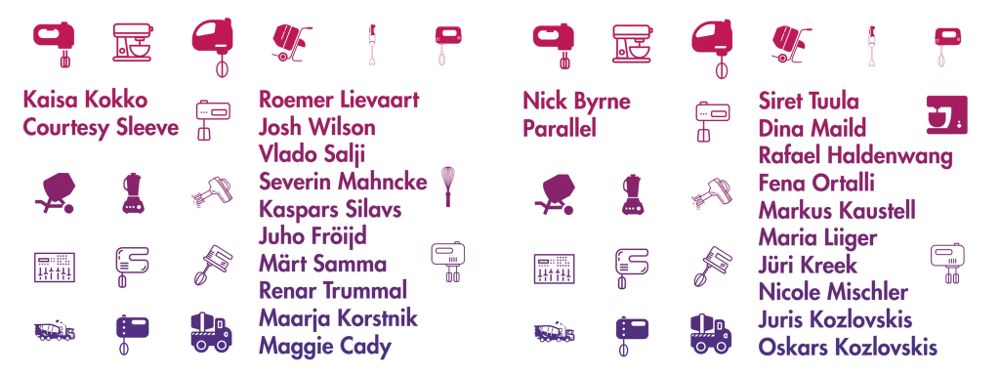 Kaisa Kokko
Courtesy Sleeve
Roemer Lievaart
Josh Wilson
Vlado Salji
Severin Mahncke
Kaspars Silavs
Juho Fröijd
Märt Samma
Renar Trummal
Maarja Korstnik
Maggie Cady
Nick Byrne
Parallel
Siret Tuula
Dina Maild
Rafael Haldenwang
Fena Ortalli
Markus Kaustell
Maria Liiger
Jüri Kreek
Nicole Mischler
Juris Kozlovskis
Oskars Kozlovskis